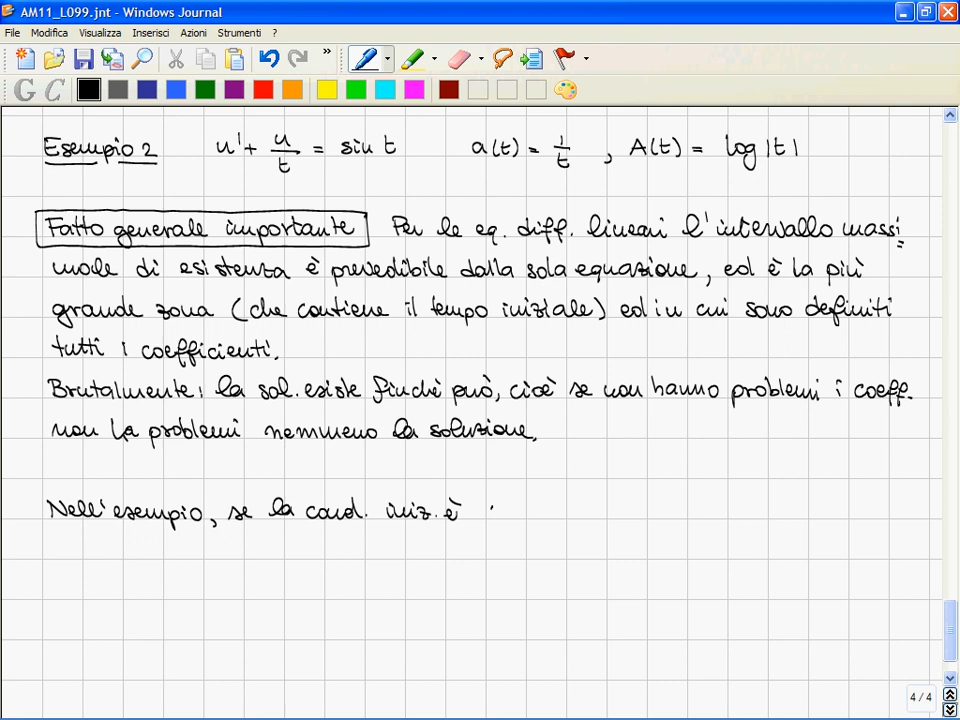 AM11_L099.jnt - Windows Journal
File Modifica Visualizza Inserisci Azioni Strumenti ?
G C
Esempio 2 u' + u/t = sin t a(t) = 1/t , A(t) = log |t|
Fatto generale importante Per le eq. diff. lineari l'intervallo massi
male di esistenza è prevedibile dalla sola equazione, ed è la più
grande zona (che contiene il tempo iniziale) ed in cui sono definiti
tutti i coefficienti.
Brutalmente: la sol. esiste finché può, cioè se non hanno problemi i coeff.
non ha problemi nemmeno la soluzione.
Nell'esempio, se la cond. iniz. è
4 / 4